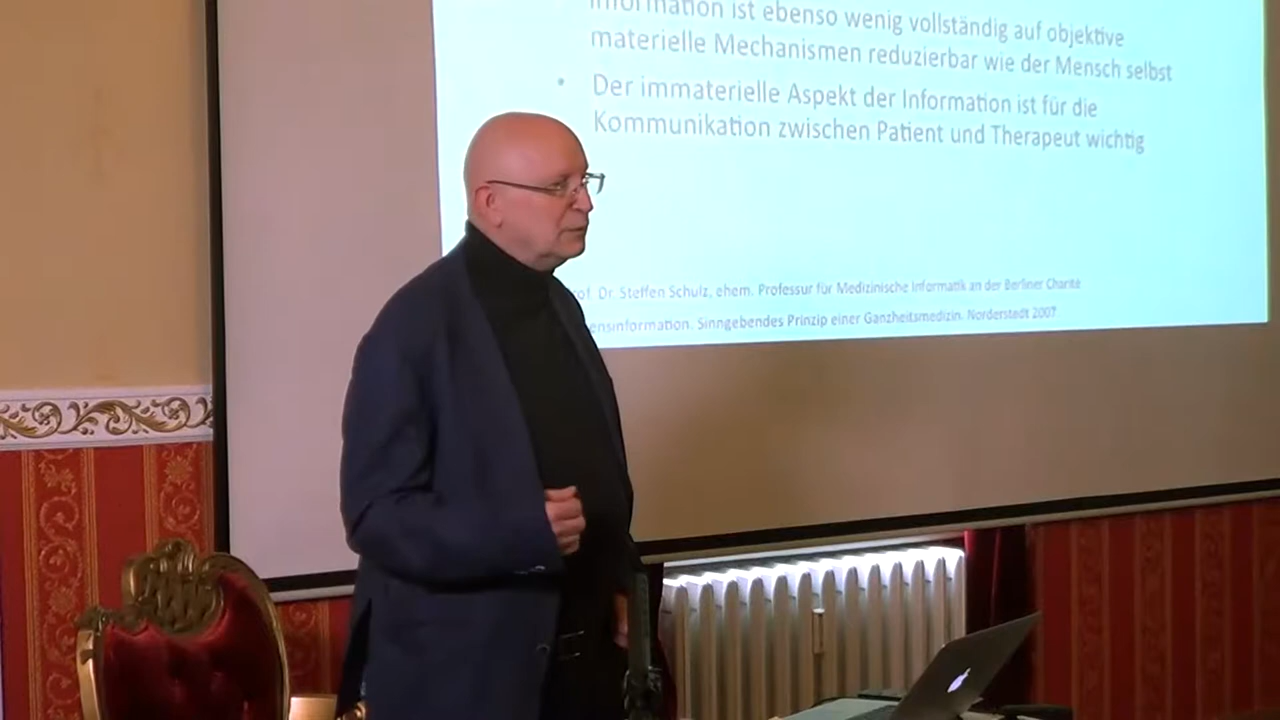 Information ist ebenso wenig vollständig auf objektive
materielle Mechanismen reduzierbar wie der Mensch selbst
• Der immaterielle Aspekt der Information ist für die
Kommunikation zwischen Patient und Therapeut wichtig
Dr. Steffen Schulz, ehem. Professur für Medizinische Informatik an der Berliner Charité
Sinngebendes Prinzip einer Ganzheitsmedizin. Norderstedt 2007